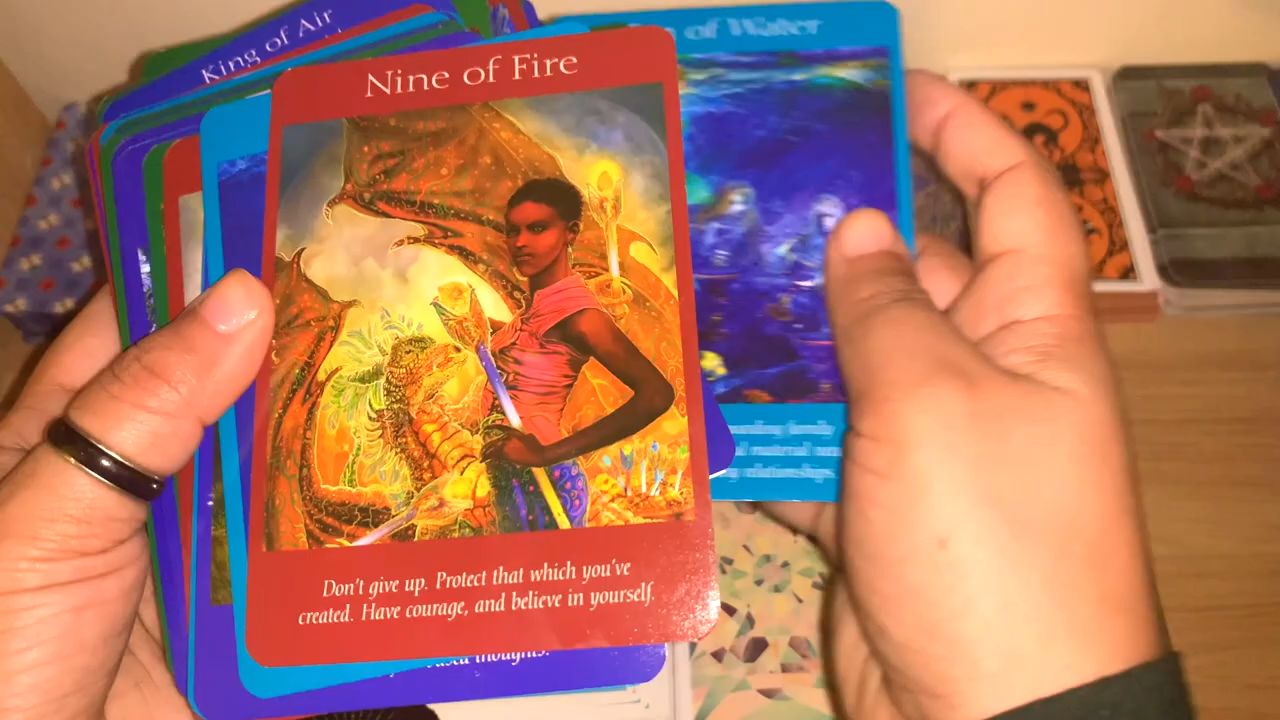 King of Air
of Water
Nine of Fire
Don't give up. Protect that which you've
created. Have courage, and believe in yourself.
thoughts.